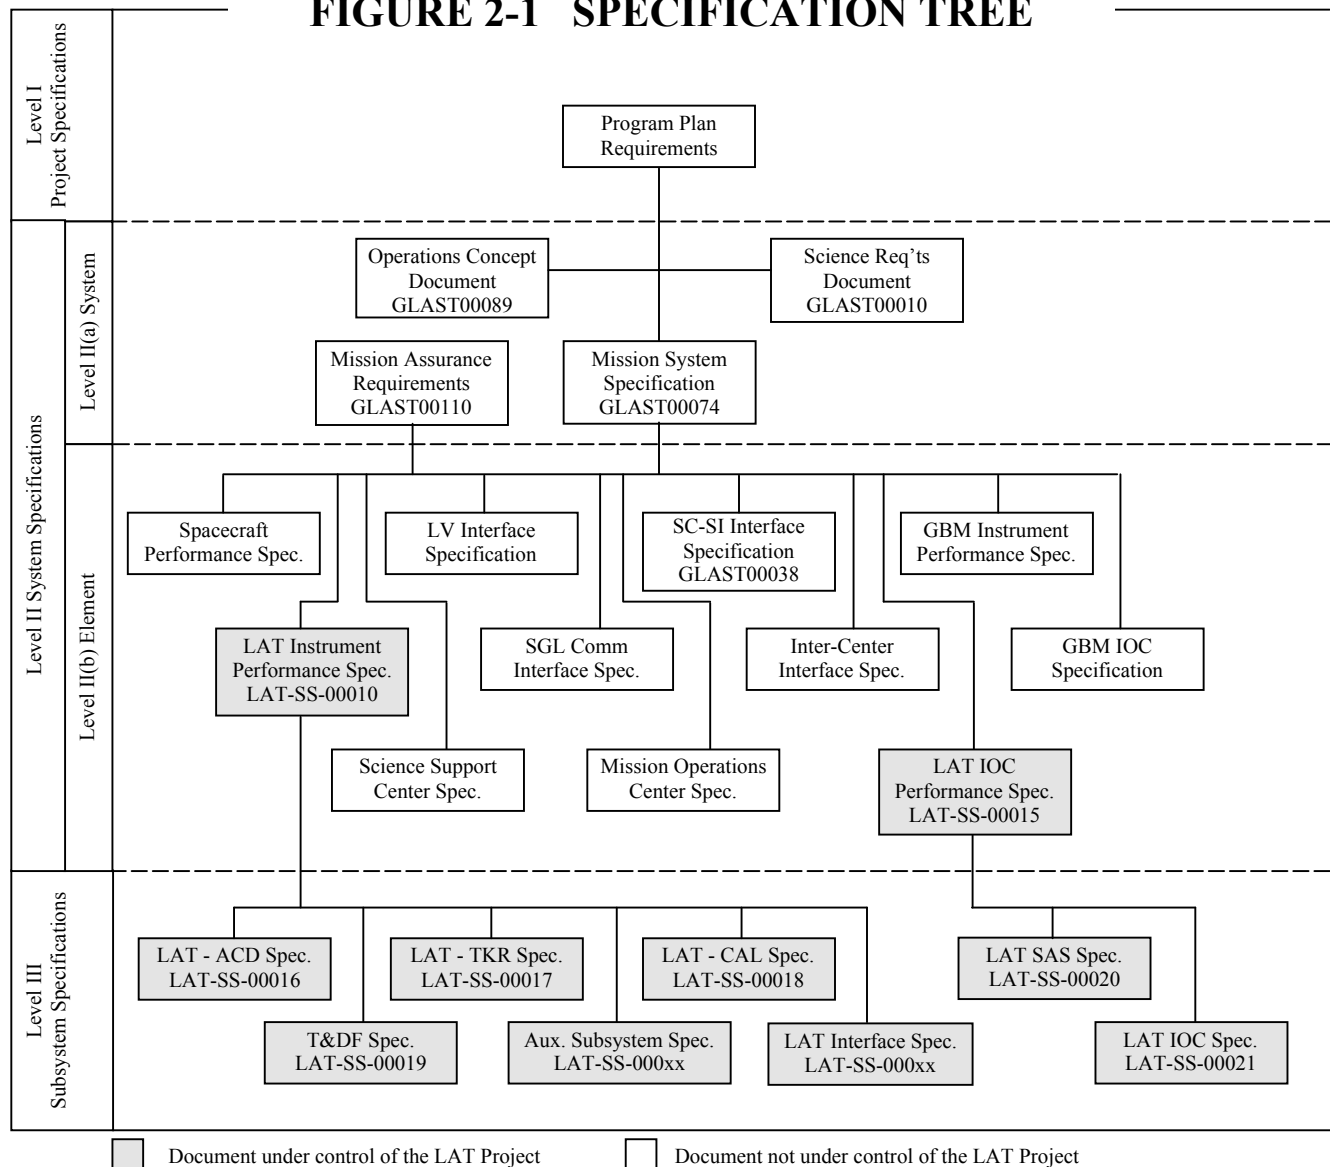 FIGURE 2-1 SPECIFICATION TREE
Level I
Project Specifications
Program Plan
Requirements
Level II System Specifications
Level II(a) System
Operations Concept
Document
GLAST00089
Science Req’ts
Document
GLAST00010
Mission Assurance
Requirements
GLAST00110
Mission System
Specification
GLAST00074
Level II(b) Element
Spacecraft
Performance Spec.
LV Interface
Specification
SC-SI Interface
Specification
GLAST00038
GBM Instrument
Performance Spec.
LAT Instrument
Performance Spec.
LAT-SS-00010
SGL Comm
Interface Spec.
Inter-Center
Interface Spec.
GBM IOC
Specification
Science Support
Center Spec.
Mission Operations
Center Spec.
LAT IOC
Performance Spec.
LAT-SS-00015
Level III
Subsystem Specifications
LAT - ACD Spec.
LAT-SS-00016
LAT - TKR Spec.
LAT-SS-00017
LAT - CAL Spec.
LAT-SS-00018
LAT SAS Spec.
LAT-SS-00020
T&DF Spec.
LAT-SS-00019
Aux. Subsystem Spec.
LAT-SS-000xx
LAT Interface Spec.
LAT-SS-000xx
LAT IOC Spec.
LAT-SS-00021
Document under control of the LAT Project
Document not under control of the LAT Project